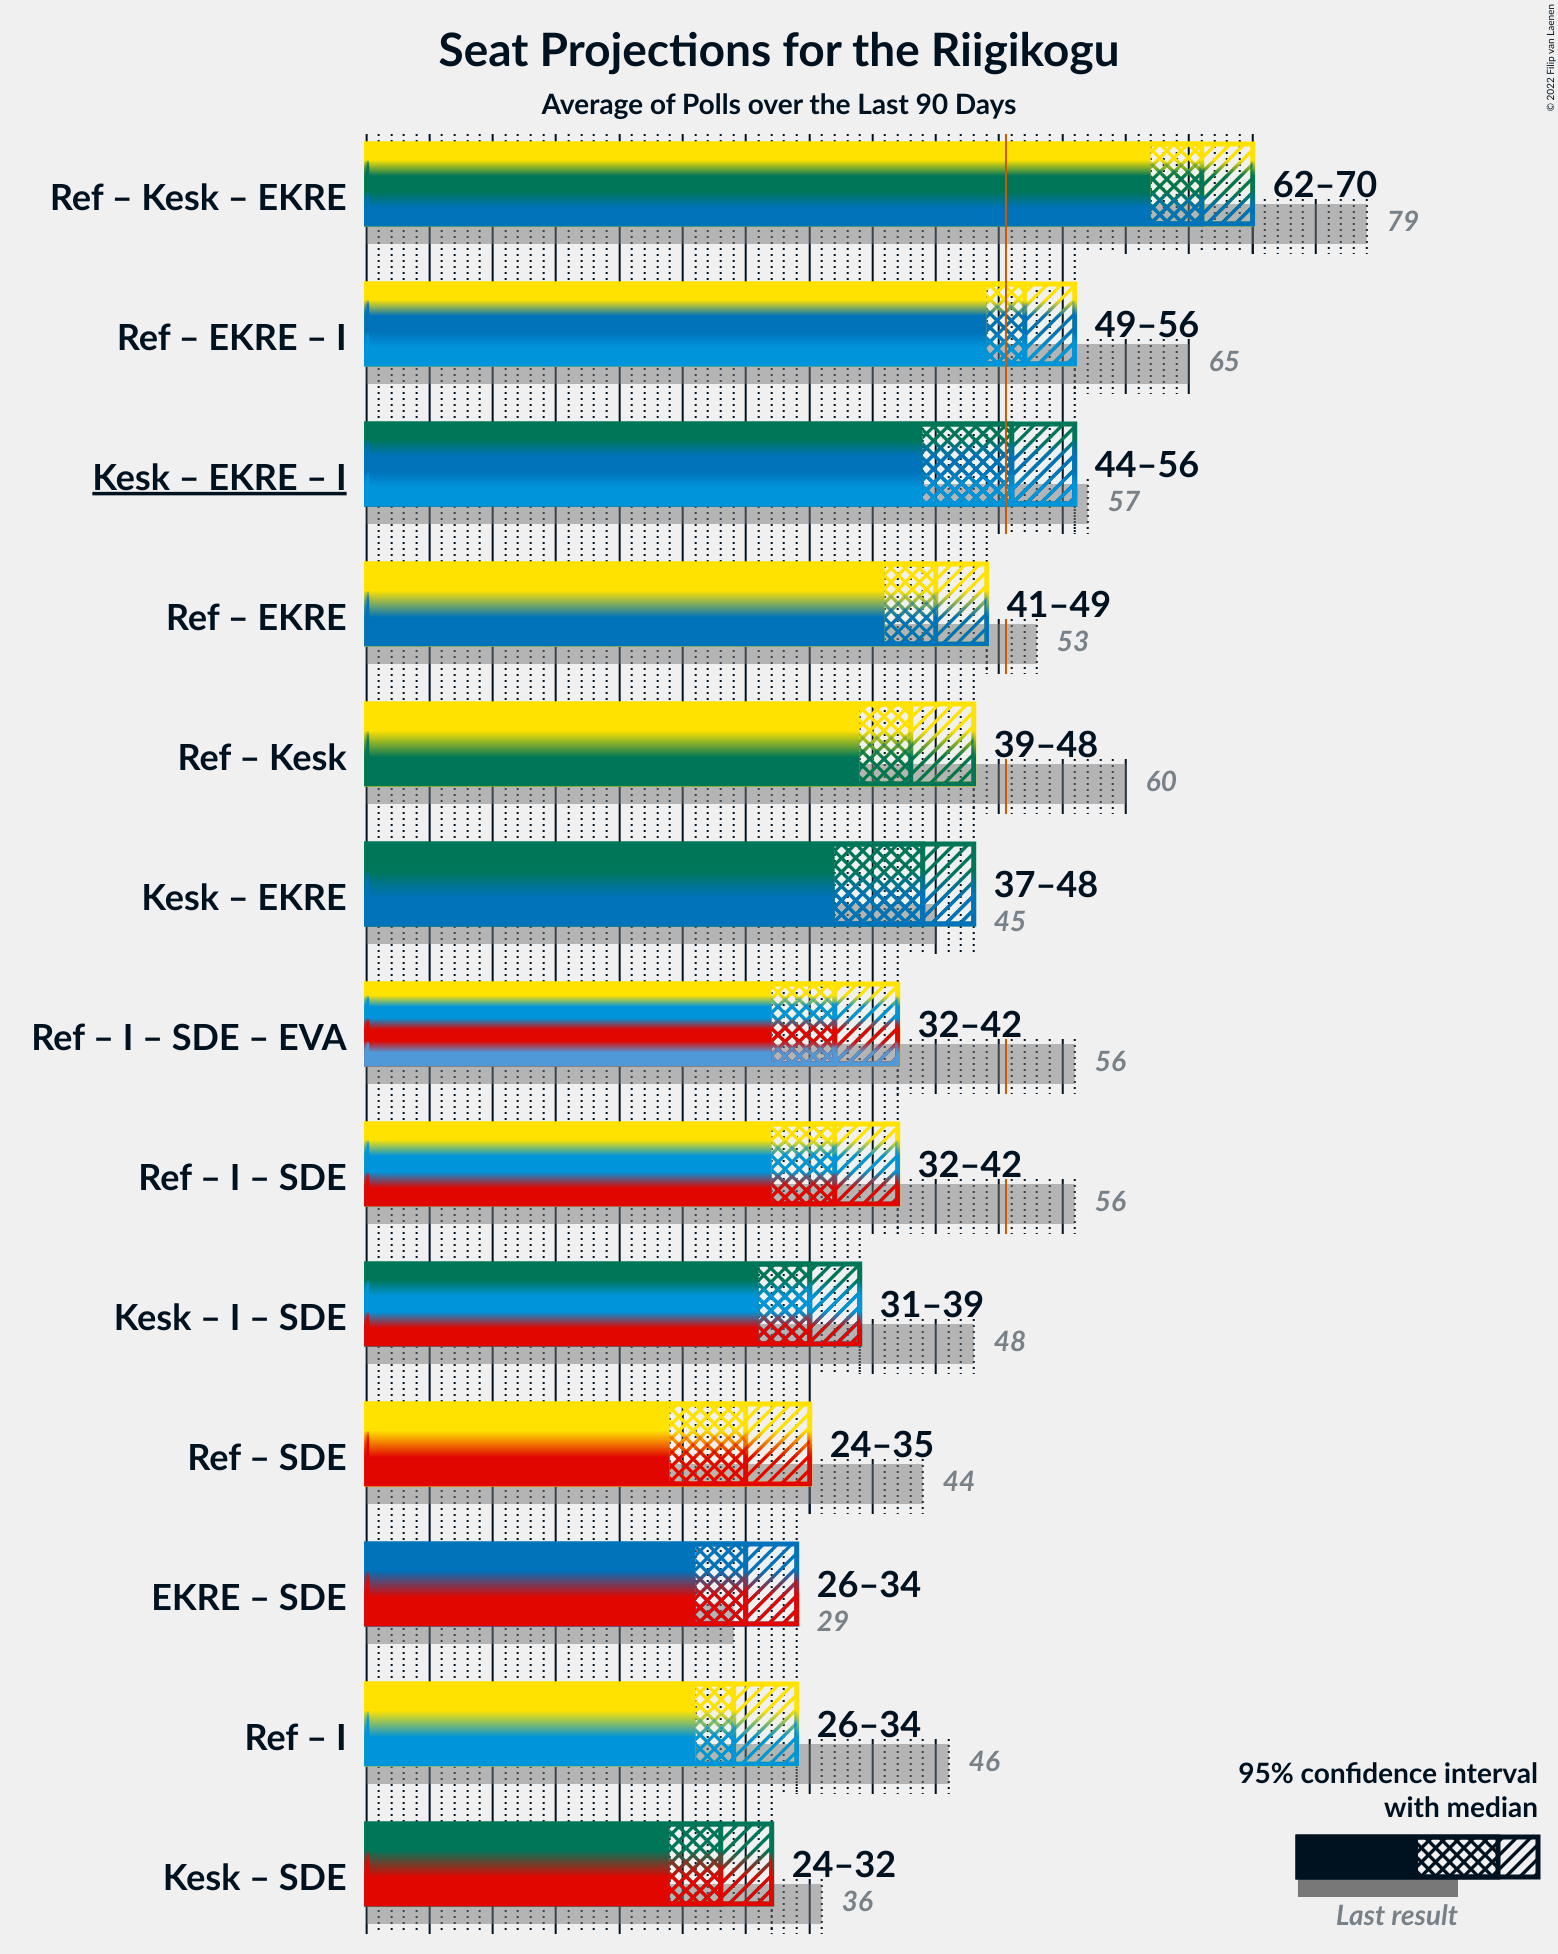 Seat Projections for the Riigikogu
Average of Polls over the Last 90 Days
© 2022 Filip van Laenen
Ref – Kesk – EKRE
62–70
79
Ref – EKRE – I
49–56
65
Kesk – EKRE – I
44–56
57
Ref – EKRE
41–49
53
Ref – Kesk
39–48
60
Kesk – EKRE
37–48
45
Ref – I – SDE – EVA
32–42
56
Ref – I – SDE
32–42
56
Kesk – I – SDE
31–39
48
Ref – SDE
24–35
44
EKRE – SDE
26–34
29
Ref – I
26–34
46
Kesk – SDE
24–32
36
95% confidence interval
with median
Last result